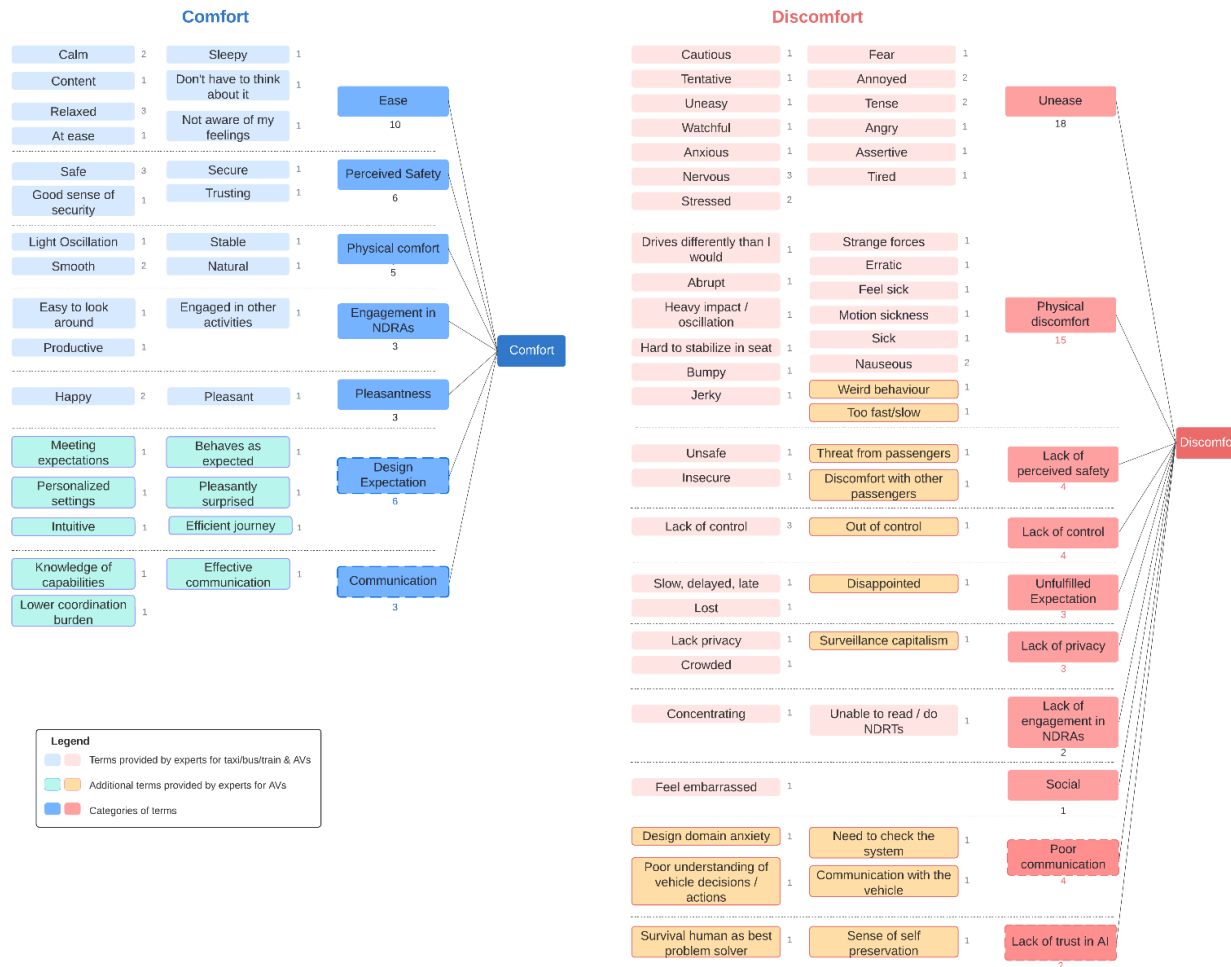 Comfort
Calm 2
Sleepy 1
Content 1
Don't have to think
about it 1
Relaxed 3
Not aware of my
feelings 1
At ease 1
Ease
10
Safe 3
Secure 1
Good sense of
security 1
Trusting 1
Perceived Safety
6
Light Oscillation 1
Stable 1
Smooth 2
Natural 1
Physical comfort
5
Easy to look
around 1
Engaged in other
activities 1
Productive 1
Engagement in
NDRAs
3
Happy 2
Pleasant 1
Pleasantness
3
Meeting
expectations 1
Behaves as
expected 1
Personalized
settings 1
Pleasantly
surprised 1
Intuitive 1
Efficient journey 1
Design
Expectation
6
Knowledge of
capabilities 1
Effective
communication 1
Lower coordination
burden 1
Communication
3
Comfort
Legend
Terms provided by experts for taxi/bus/train & AVs
Additional terms provided by experts for AVs
Categories of terms
Discomfort
Cautious 1
Fear 1
Tentative 1
Annoyed 2
Uneasy 1
Tense 2
Watchful 1
Angry 1
Anxious 1
Assertive 1
Nervous 3
Tired 1
Stressed 2
Unease
18
Drives differently than I
would 1
Strange forces 1
Erratic 1
Abrupt 1
Feel sick 1
Heavy impact /
oscillation 1
Motion sickness 1
Sick 1
Hard to stabilize in seat 1
Nauseous 2
Bumpy 1
Weird behaviour 1
Jerky 1
Too fast/slow 1
Physical
discomfort
15
Unsafe 1
Threat from passengers 1
Insecure 1
Discomfort with other
passengers 1
Lack of
perceived safety
4
Lack of control 3
Out of control 1
Lack of control
4
Slow, delayed, late 1
Disappointed 1
Lost 1
Unfulfilled
Expectation
3
Lack privacy 1
Surveillance capitalism 1
Crowded 1
Lack of privacy
3
Concentrating 1
Unable to read / do
NDRTs 1
Lack of
engagement in
NDRAs
2
Feel embarrassed 1
Social
1
Design domain anxiety 1
Need to check the
system 1
Poor understanding of
vehicle decisions /
actions 1
Communication with the
vehicle 1
Poor
communication
4
Survival human as best
problem solver 1
Sense of self
preservation 1
Lack of trust in AI
Discomfo